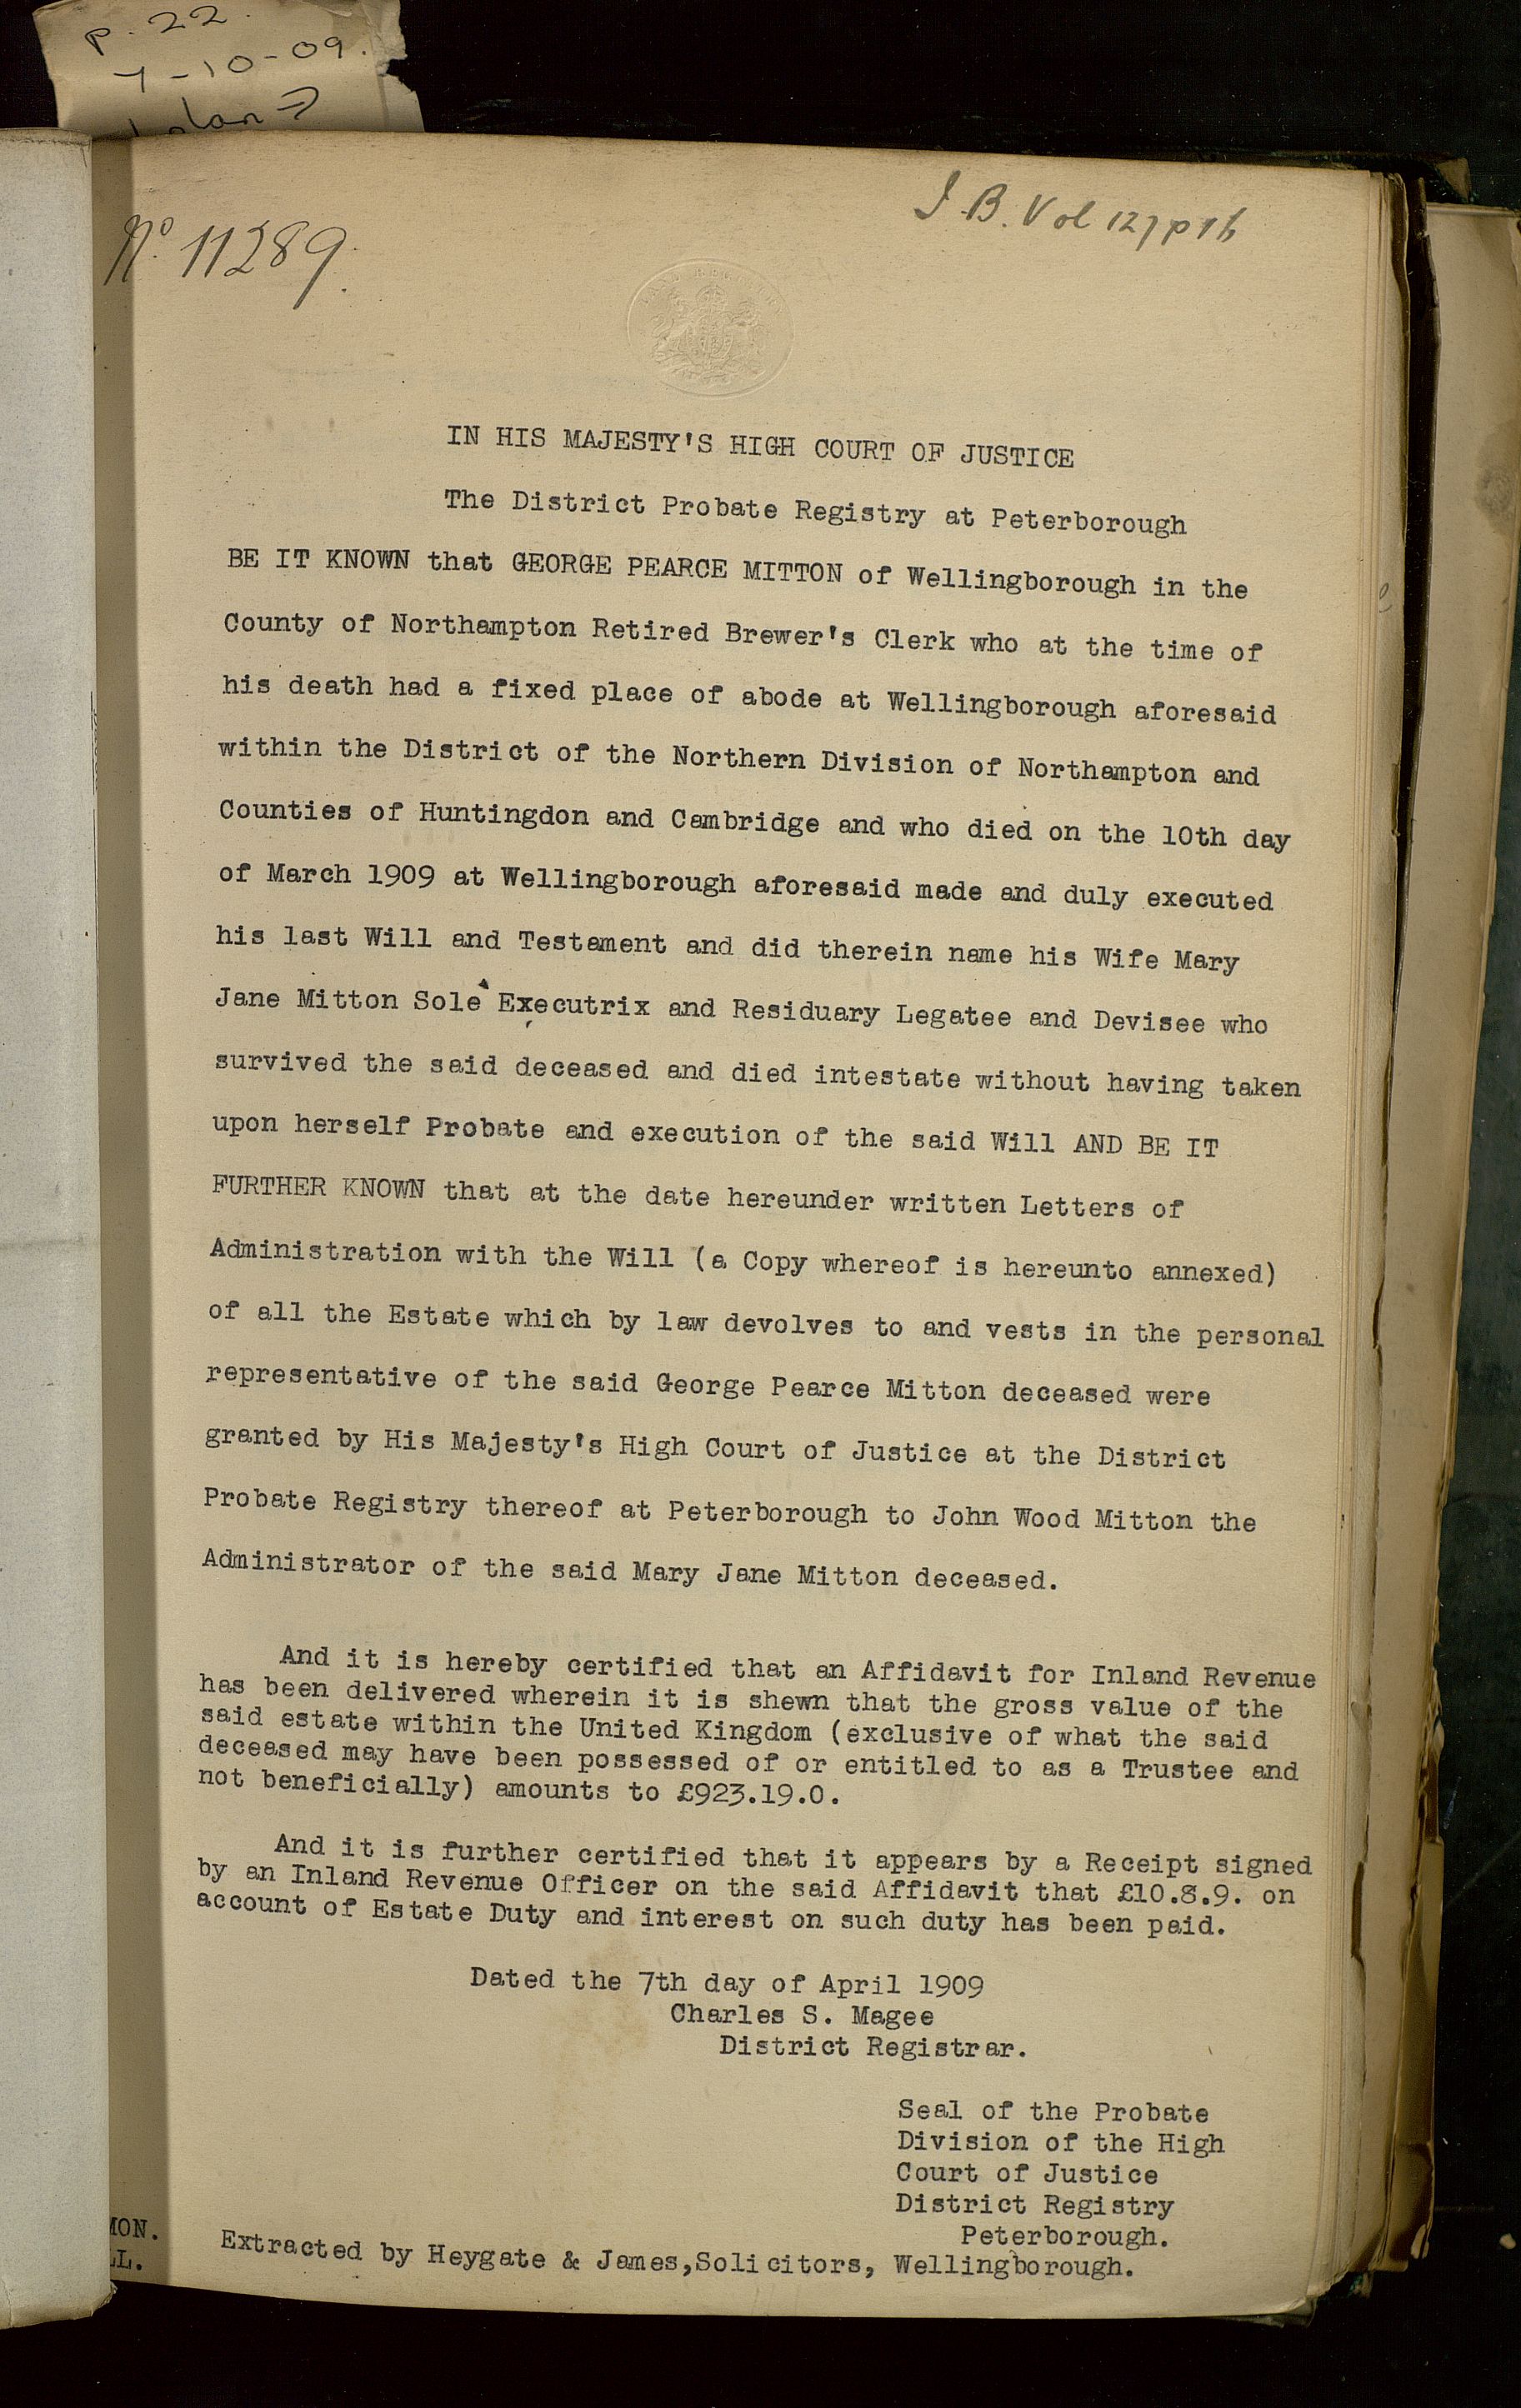 p. 22.
7-10-09.
No. 11289.
J.B. Vol 127 p 16
IN HIS MAJESTY'S HIGH COURT OF JUSTICE
The District Probate Registry at Peterborough
BE IT KNOWN that GEORGE PEARCE MITTON of Wellingborough in the
County of Northampton Retired Brewer's Clerk who at the time of
his death had a fixed place of abode at Wellingborough aforesaid
within the District of the Northern Division of Northampton and
Counties of Huntingdon and Cambridge and who died on the 10th day
of March 1909 at Wellingborough aforesaid made and duly executed
his last Will and Testament and did therein name his Wife Mary
Jane Mitton Sole Executrix and Residuary Legatee and Devisee who
survived the said deceased and died intestate without having taken
upon herself Probate and execution of the said Will AND BE IT
FURTHER KNOWN that at the date hereunder written Letters of
Administration with the Will (a Copy whereof is hereunto annexed)
of all the Estate which by law devolves to and vests in the personal
representative of the said George Pearce Mitton deceased were
granted by His Majesty's High Court of Justice at the District
Probate Registry thereof at Peterborough to John Wood Mitton the
Administrator of the said Mary Jane Mitton deceased.
And it is hereby certified that an Affidavit for Inland Revenue
has been delivered wherein it is shewn that the gross value of the
said estate within the United Kingdom (exclusive of what the said
deceased may have been possessed of or entitled to as a Trustee and
not beneficially) amounts to £923.19.0.
And it is further certified that it appears by a Receipt signed
by an Inland Revenue Officer on the said Affidavit that £10.8.9. on
account of Estate Duty and interest on such duty has been paid.
Dated the 7th day of April 1909
Charles S. Magee
District Registrar.
Seal of the Probate
Division of the High
Court of Justice
District Registry
Peterborough.
MON.
LL.
Extracted by Heygate & James,Solicitors, Wellingborough.